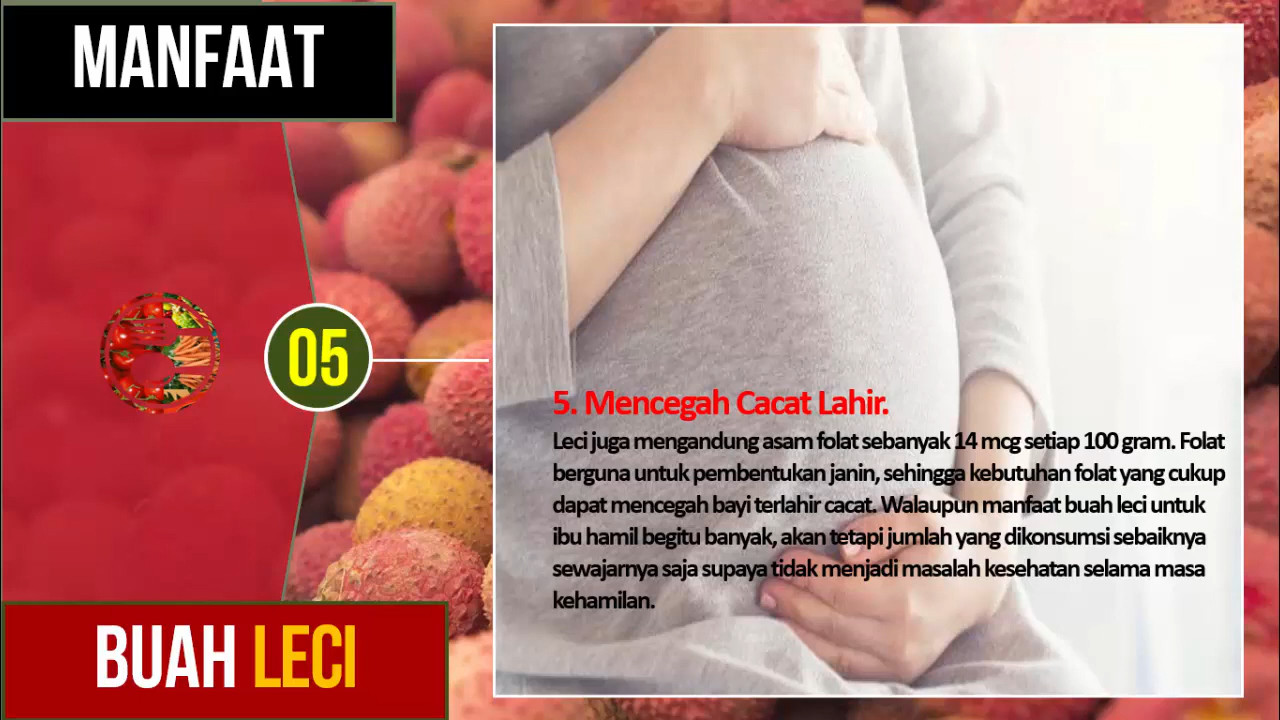 MANFAAT
05
BUAH LECI
5. Mencegah Cacat Lahir.
Leci juga mengandung asam folat sebanyak 14 mcg setiap 100 gram. Folat
berguna untuk pembentukan janin, sehingga kebutuhan folat yang cukup
dapat mencegah bayi terlahir cacat. Walaupun manfaat buah leci untuk
ibu hamil begitu banyak, akan tetapi jumlah yang dikonsumsi sebaiknya
sewajarnya saja supaya tidak menjadi masalah kesehatan selama masa
kehamilan.